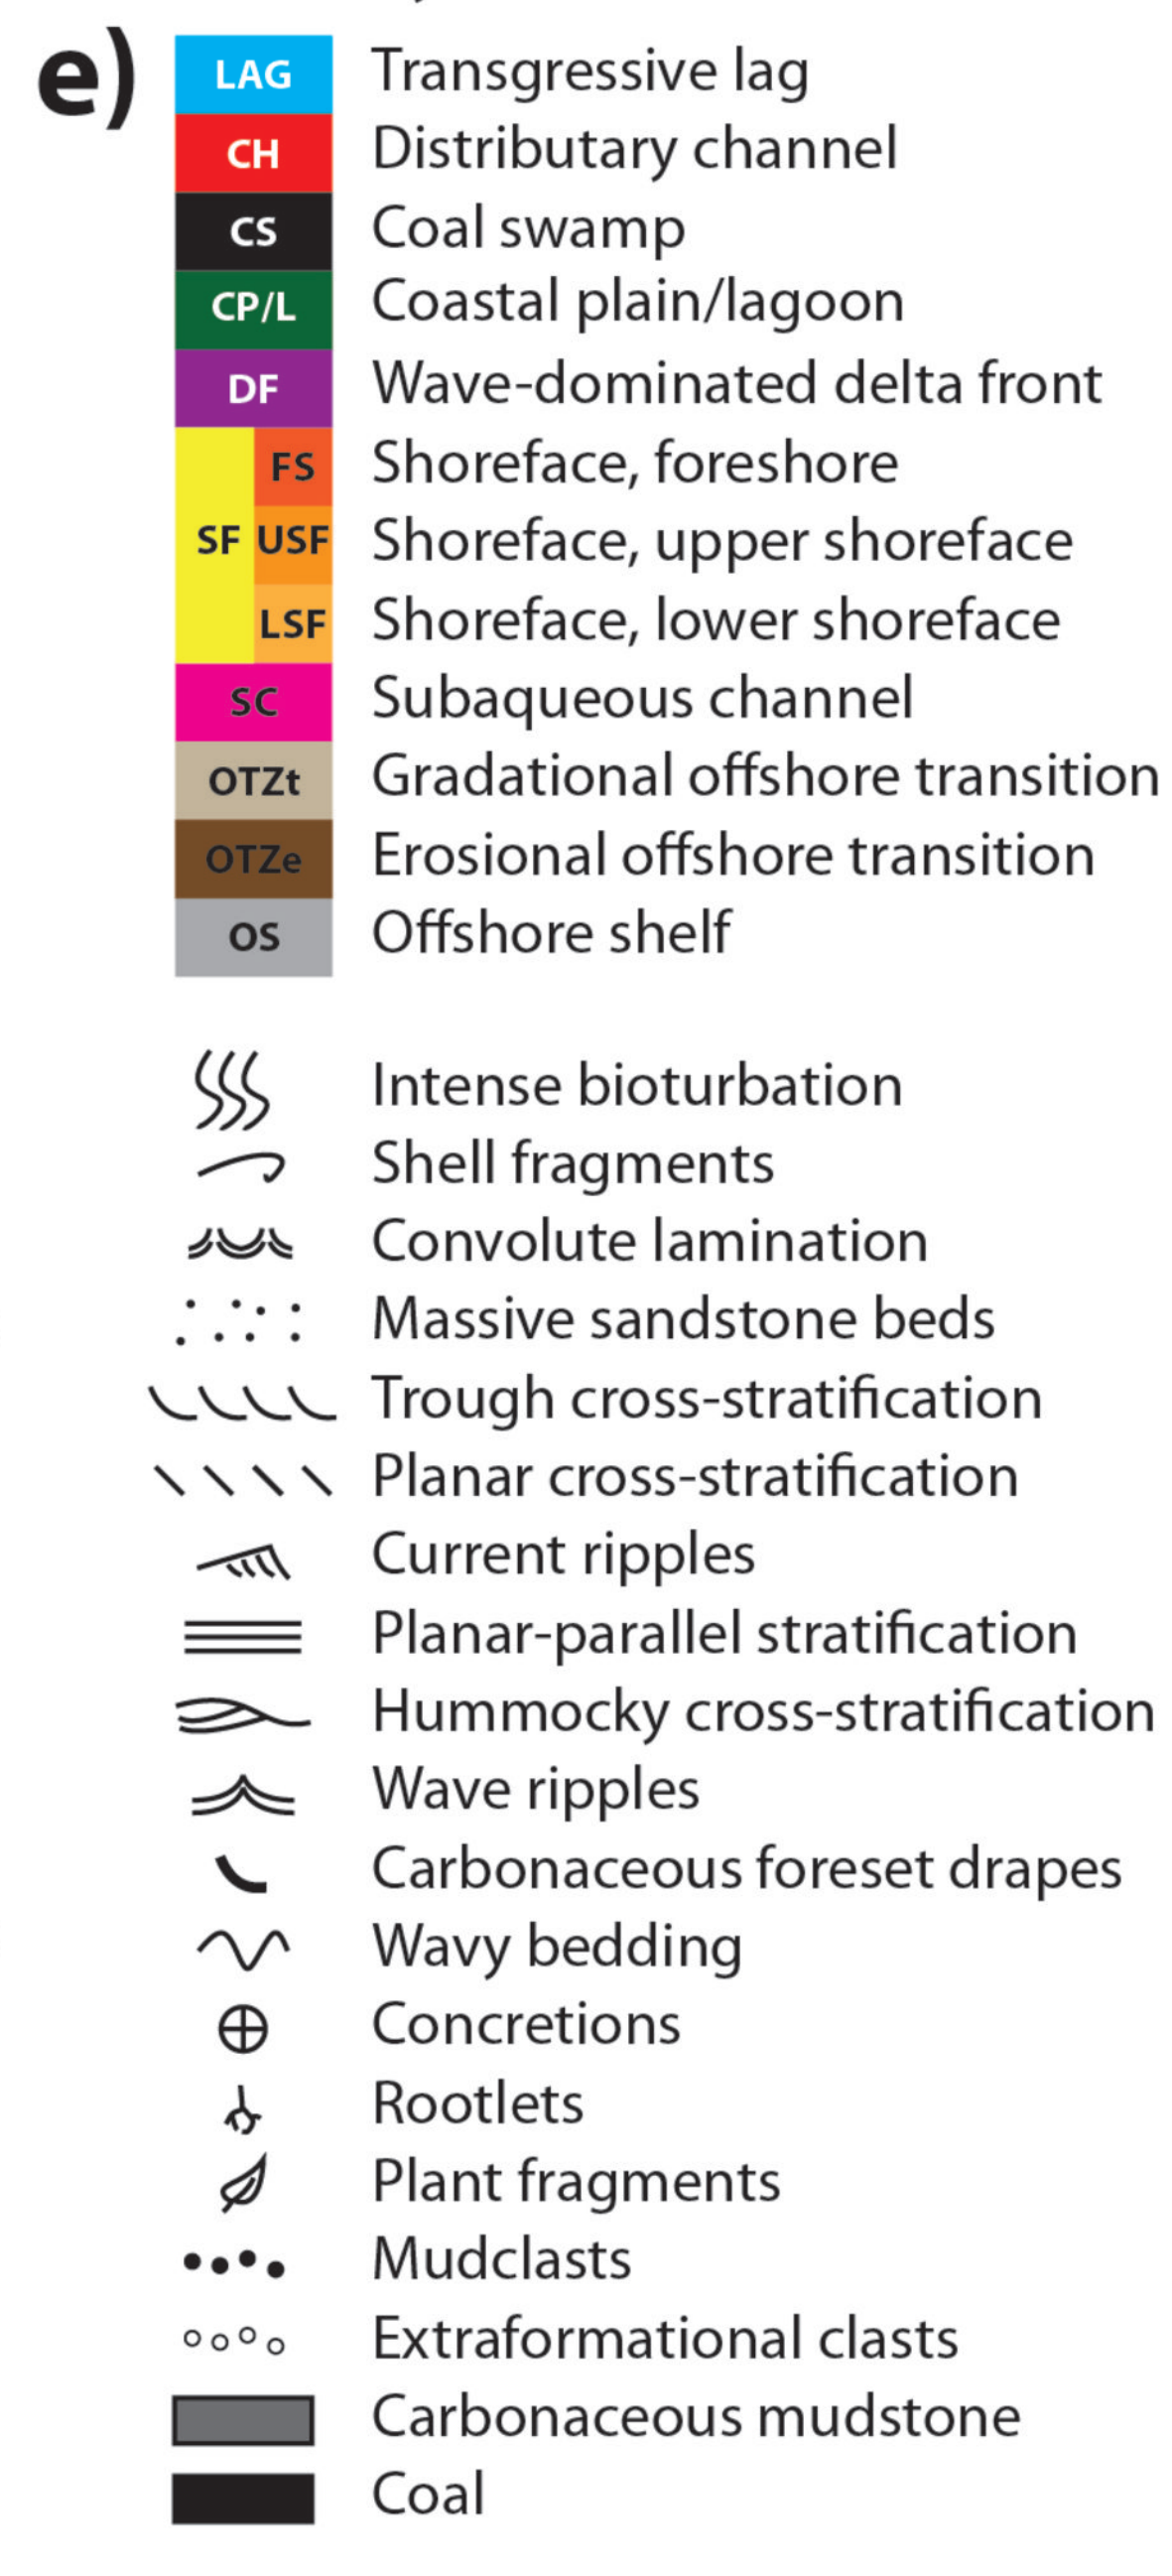 e)
LAG Transgressive lag
CH Distributary channel
CS Coal swamp
CP/L Coastal plain/lagoon
DF Wave-dominated delta front
FS Shoreface, foreshore
SF USF Shoreface, upper shoreface
LSF Shoreface, lower shoreface
SC Subaqueous channel
OTZt Gradational offshore transition
OTZe Erosional offshore transition
OS Offshore shelf
Intense bioturbation
Shell fragments
Convolute lamination
Massive sandstone beds
Trough cross-stratification
Planar cross-stratification
Current ripples
Planar-parallel stratification
Hummocky cross-stratification
Wave ripples
Carbonaceous foreset drapes
Wavy bedding
Concretions
Rootlets
Plant fragments
Mudclasts
Extraformational clasts
Carbonaceous mudstone
Coal